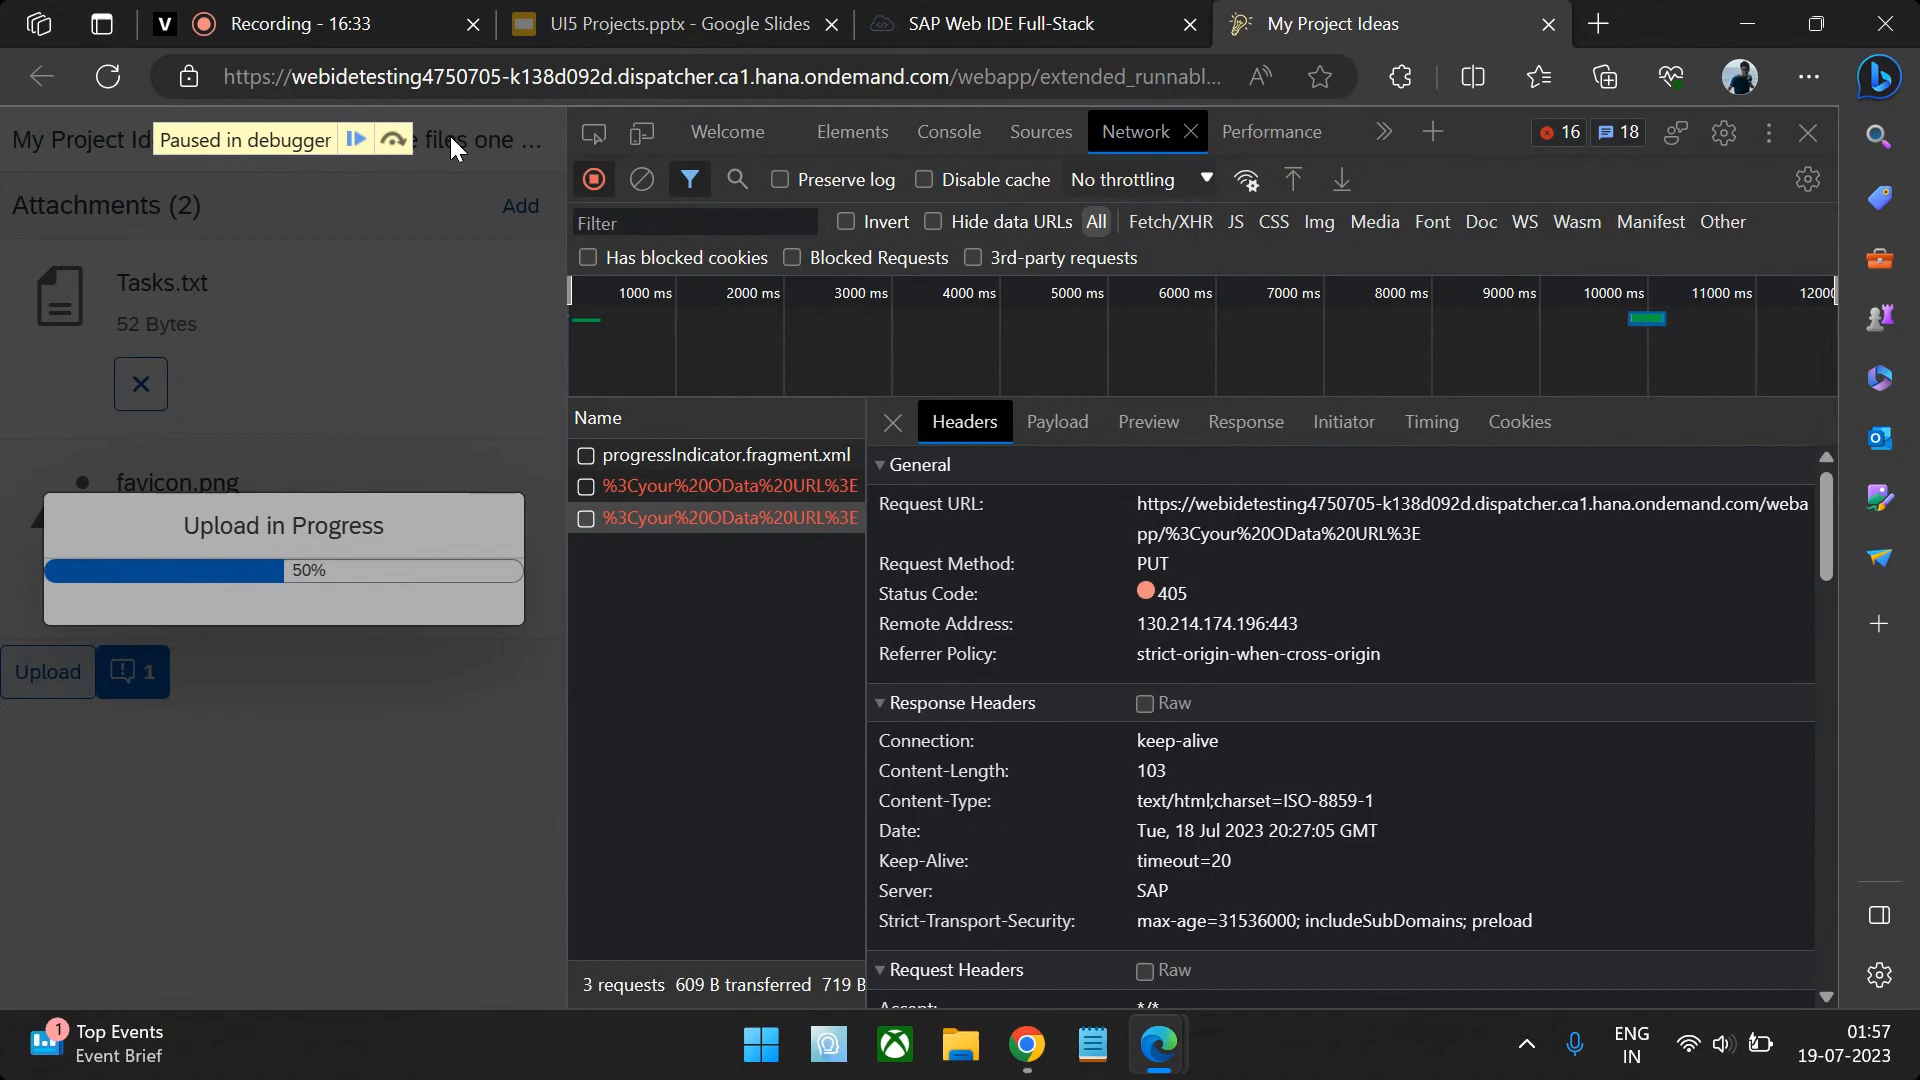 Recording - 16:33
UI5 Projects.pptx - Google Slides
SAP Web IDE Full-Stack
My Project Ideas
https://webidetesting4750705-k138d092d.dispatcher.ca1.hana.ondemand.com/webapp/extended_runnabl...
My Project Id
Paused in debugger
files one ...
Attachments (2)
Add
Tasks.txt
52 Bytes
favicon.png
Upload in Progress
50%
Upload
1
Welcome
Elements
Console
Sources
Network
Performance
16
18
Preserve log
Disable cache
No throttling
Filter
Invert
Hide data URLs
All
Fetch/XHR
JS
CSS
Img
Media
Font
Doc
WS
Wasm
Manifest
Other
Has blocked cookies
Blocked Requests
3rd-party requests
1000 ms
2000 ms
3000 ms
4000 ms
5000 ms
6000 ms
7000 ms
8000 ms
9000 ms
10000 ms
11000 ms
Name
progressIndicator.fragment.xml
%3Cyour%20OData%20URL%3E
%3Cyour%20OData%20URL%3E
3 requests 609 B transferred 719 B
Headers
Payload
Preview
Response
Initiator
Timing
Cookies
General
Request URL:
https://webidetesting4750705-k138d092d.dispatcher.ca1.hana.ondemand.com/weba
pp/%3Cyour%20OData%20URL%3E
Request Method:
PUT
Status Code:
405
Remote Address:
130.214.174.196:443
Referrer Policy:
strict-origin-when-cross-origin
Response Headers
Raw
Connection:
keep-alive
Content-Length:
103
Content-Type:
text/html;charset=ISO-8859-1
Date:
Tue, 18 Jul 2023 20:27:05 GMT
Keep-Alive:
timeout=20
Server:
SAP
Strict-Transport-Security:
max-age=31536000; includeSubDomains; preload
Request Headers
Raw
Accept:
*/*
1
Top Events
Event Brief
ENG
IN
01:57
19-07-2023